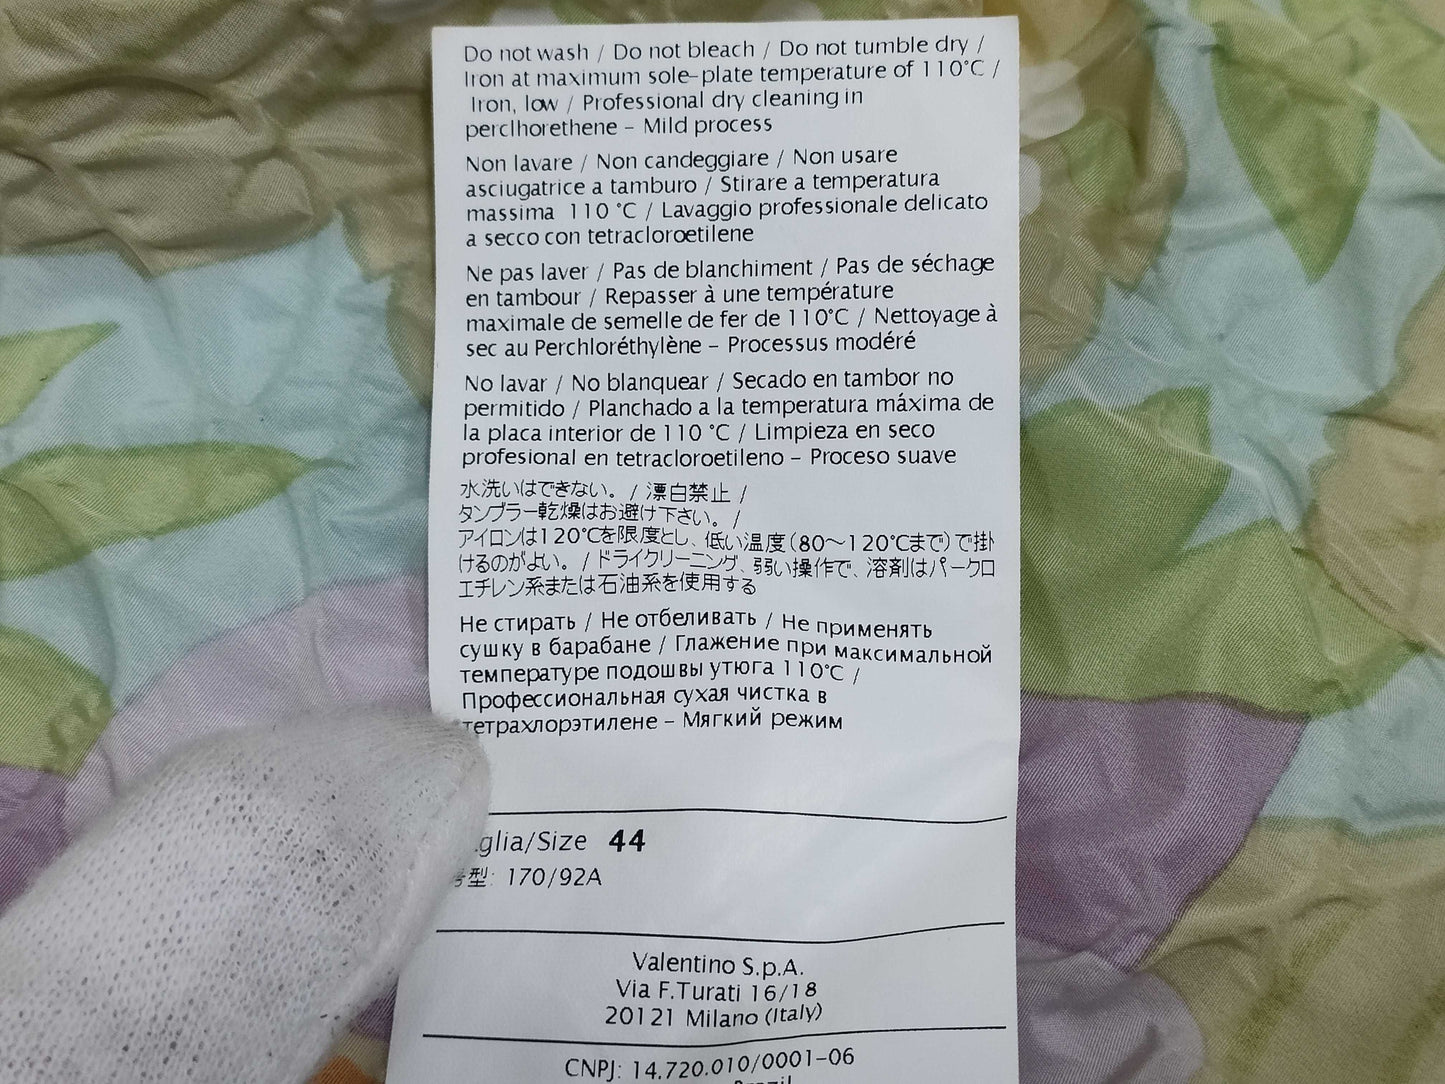 Do not wash / Do not bleach / Do not tumble dry /
Iron at maximum sole-plate temperature of 110°C /
Iron, low / Professional dry cleaning in
perclhorethene - Mild process
Non lavare / Non candeggiare / Non usare
asciugatrice a tamburo / Stirare a temperatura
massima 110 °C / Lavaggio professionale delicato
a secco con tetracloroetilene
Ne pas laver / Pas de blanchiment / Pas de séchage
en tambour / Repasser à une température
maximale de semelle de fer de 110°C / Nettoyage à
sec au Perchloréthylène - Processus modéré
No lavar / No blanquear / Secado en tambor no
permitido / Planchado a la temperatura máxima de
la placa interior de 110 °C / Limpieza en seco
profesional en tetracloroetileno - Proceso suave
水洗いはできない。 / 漂白禁止 /
タンブラー乾燥はお避け下さい。 /
アイロンは120℃を限度とし、低い温度(80〜120℃まで)で掛
けるのがよい。 / ドライクリーニング、弱い操作で、溶剤はパークロ
エチレン系または石油系を使用する
Не стирать / Не отбеливать / Не применять
сушку в барабане / Глажение при максимальной
температуре подошвы утюга 110°C /
Профессиональная сухая чистка в
тетрахлорэтилене - Мягкий режим
glia/Size 44
型: 170/92A
Valentino S.p.A.
Via F.Turati 16/18
20121 Milano (Italy)
CNPJ: 14.720.010/0001-06